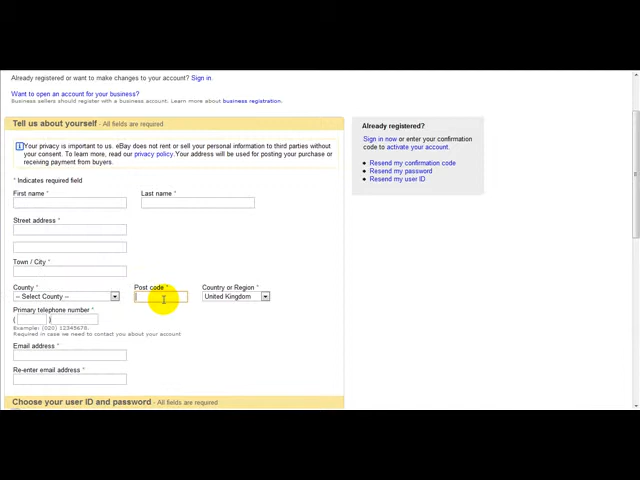 Already registered or want to make changes to your account? Sign in.
Want to open an account for your business?
Business sellers should register with a business account. Learn more about business registration.
Tell us about yourself - All fields are required
Your privacy is important to us. eBay does not rent or sell your personal information to third parties without
your consent. To learn more, read our privacy policy.Your address will be used for posting your purchase or
receiving payment from buyers.
* Indicates required field
First name * Last name *
Street address *
Town / City *
County * Post code * Country or Region *
-- Select County -- United Kingdom
Primary telephone number *
( )
Example: (020) 12345678.
Required in case we need to contact you about your account
Email address *
Re-enter email address *
Choose your user ID and password - All fields are required
Already registered?
Sign in now or enter your confirmation
code to activate your account.
Resend my confirmation code
Resend my password
Resend my user ID